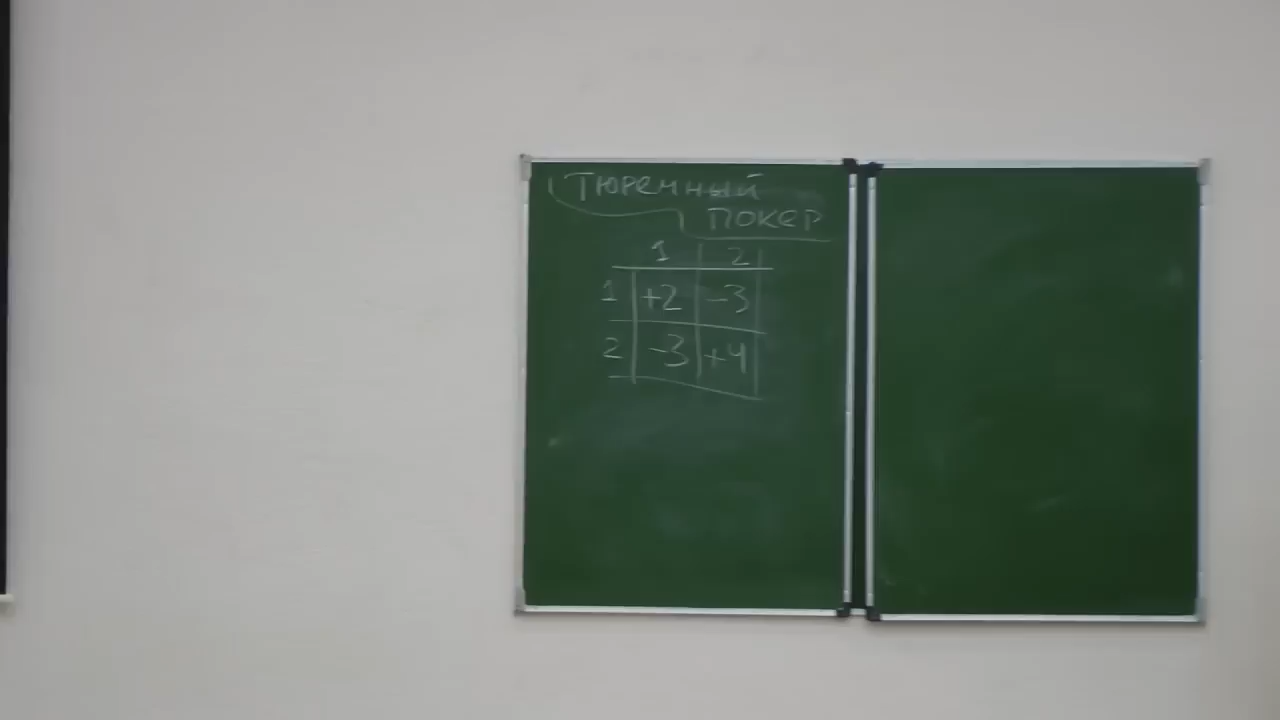 Тюремный
покер
1 2
1 +2 -3
2 -3 +4